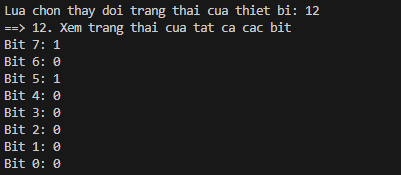 Lua chon thay doi trang thai cua thiet bi: 12
==> 12. Xem trang thai cua tat ca cac bit
Bit 7: 1
Bit 6: 0
Bit 5: 1
Bit 4: 0
Bit 3: 0
Bit 2: 0
Bit 1: 0
Bit 0: 0